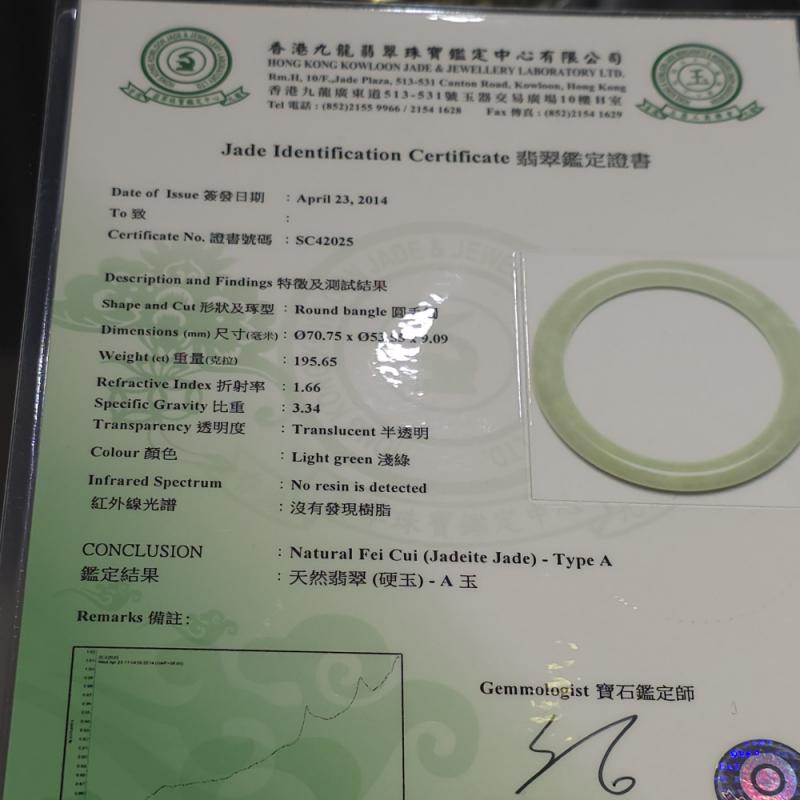 香港九龍翡翠珠寶鑑定中心有限公司
HONG KONG KOWLOON JADE & JEWELLERY LABORATORY LTD.
Rm.H, 10/F.,Jade Plaza, 513-531 Canton Road, Kowloon, Hong Kong
香港九龍廣東道513-531號玉器交易廣場10樓H室
Tel 電話 : (852)2155 9966 / 2154 1628 Fax 傳真 : (852)2154 1629
Jade Identification Certificate 翡翠鑑定證書
Date of Issue 簽發日期 : April 23, 2014
To 致 :
Certificate No. 證書號碼 : SC42025
Description and Findings 特徵及測試結果
Shape and Cut 形狀及琢型 : Round bangle 圓手鐲
Dimensions (mm) 尺寸(毫米) : Ø70.75 x 9.09
Weight (ct) 重量(克拉) : 195.65
Refractive Index 折射率 : 1.66
Specific Gravity 比重 : 3.34
Transparency 透明度 : Translucent 半透明
Colour 顏色 : Light green 淺綠
Infrared Spectrum : No resin is detected
紅外線光譜 : 沒有發現樹脂
CONCLUSION : Natural Fei Cui (Jadeite Jade) - Type A
鑑定結果 : 天然翡翠 (硬玉) - A 玉
Remarks 備註:
Gemmologist 寶石鑑定師